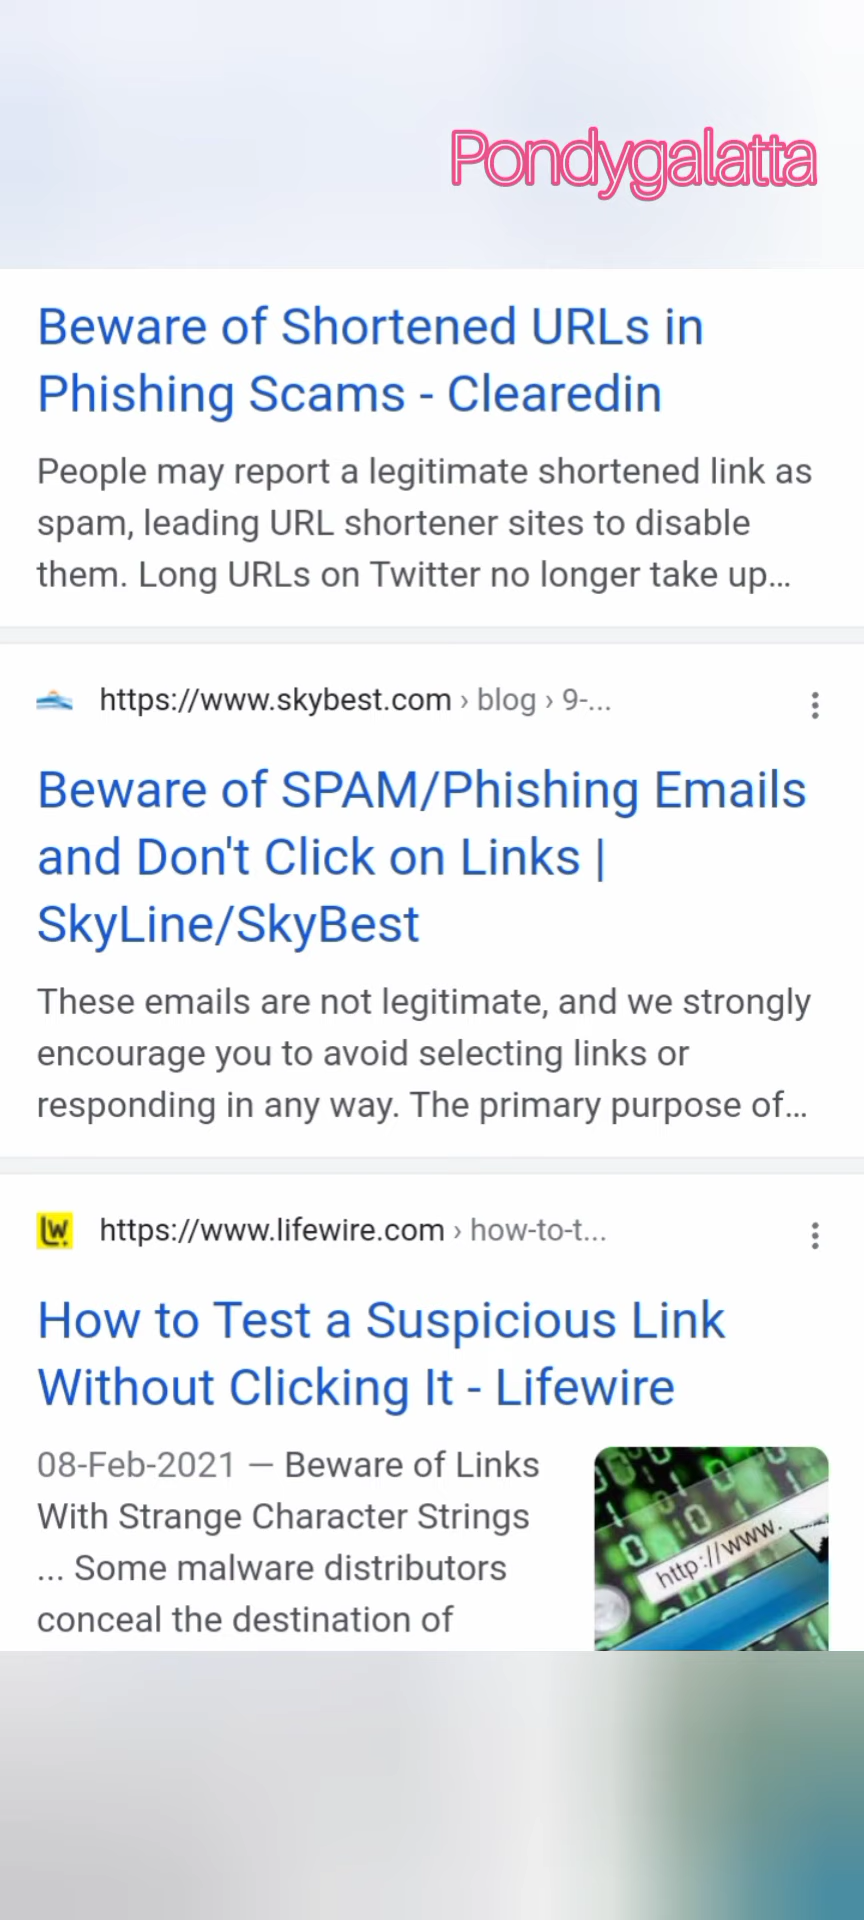 Pondygalatta
Beware of Shortened URLs in
Phishing Scams - Clearedin
People may report a legitimate shortened link as
spam, leading URL shortener sites to disable
them. Long URLs on Twitter no longer take up...
https://www.skybest.com › blog › 9-...
Beware of SPAM/Phishing Emails
and Don't Click on Links |
SkyLine/SkyBest
These emails are not legitimate, and we strongly
encourage you to avoid selecting links or
responding in any way. The primary purpose of...
LW
https://www.lifewire.com › how-to-t...
How to Test a Suspicious Link
Without Clicking It - Lifewire
08-Feb-2021 — Beware of Links
With Strange Character Strings
... Some malware distributors
conceal the destination of
http://www.